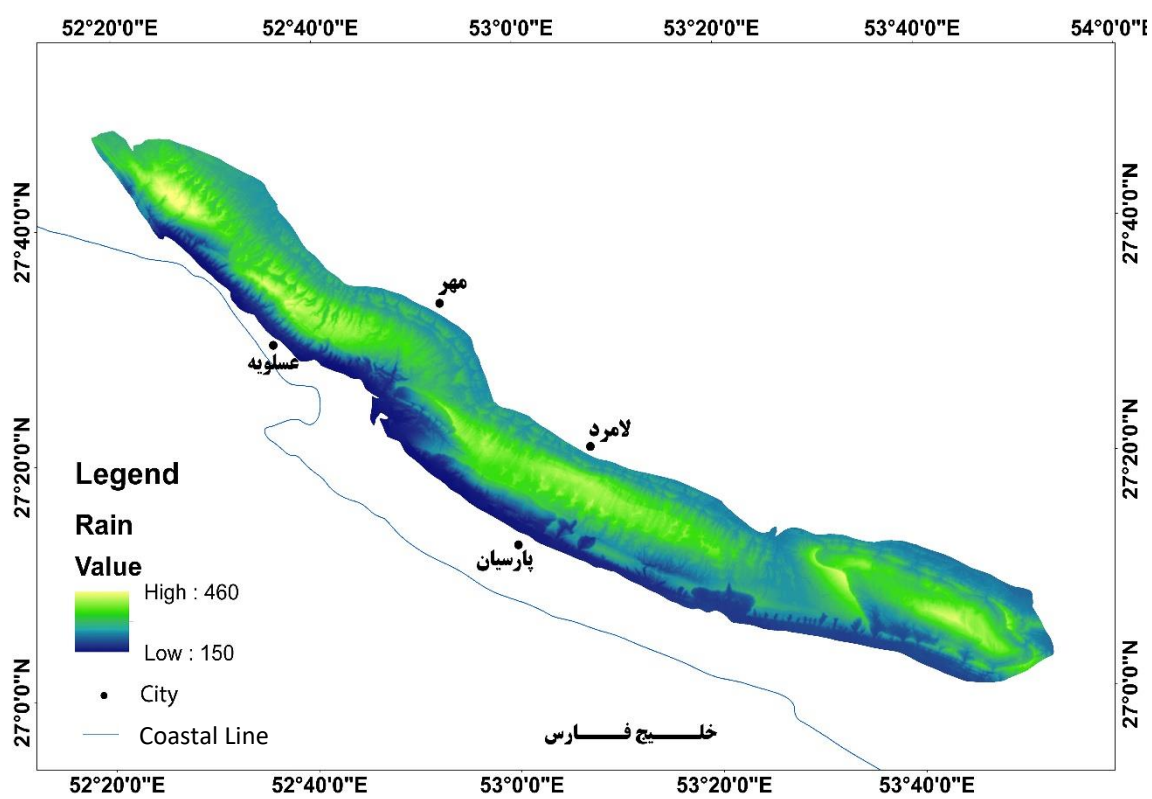 52°20'0"E 52°40'0"E 53°0'0"E 53°20'0"E 53°40'0"E 54°0'0"E
27°40'0"N 27°40'0"N
مهر
عسلویه
لامرد
27°20'0"N 27°20'0"N
پارسیان
Legend
Rain
Value
High : 460
Low : 150
City
Coastal Line
27°0'0"N 27°0'0"N
خلـــــیج فـــــارس
52°20'0"E 52°40'0"E 53°0'0"E 53°20'0"E 53°40'0"E